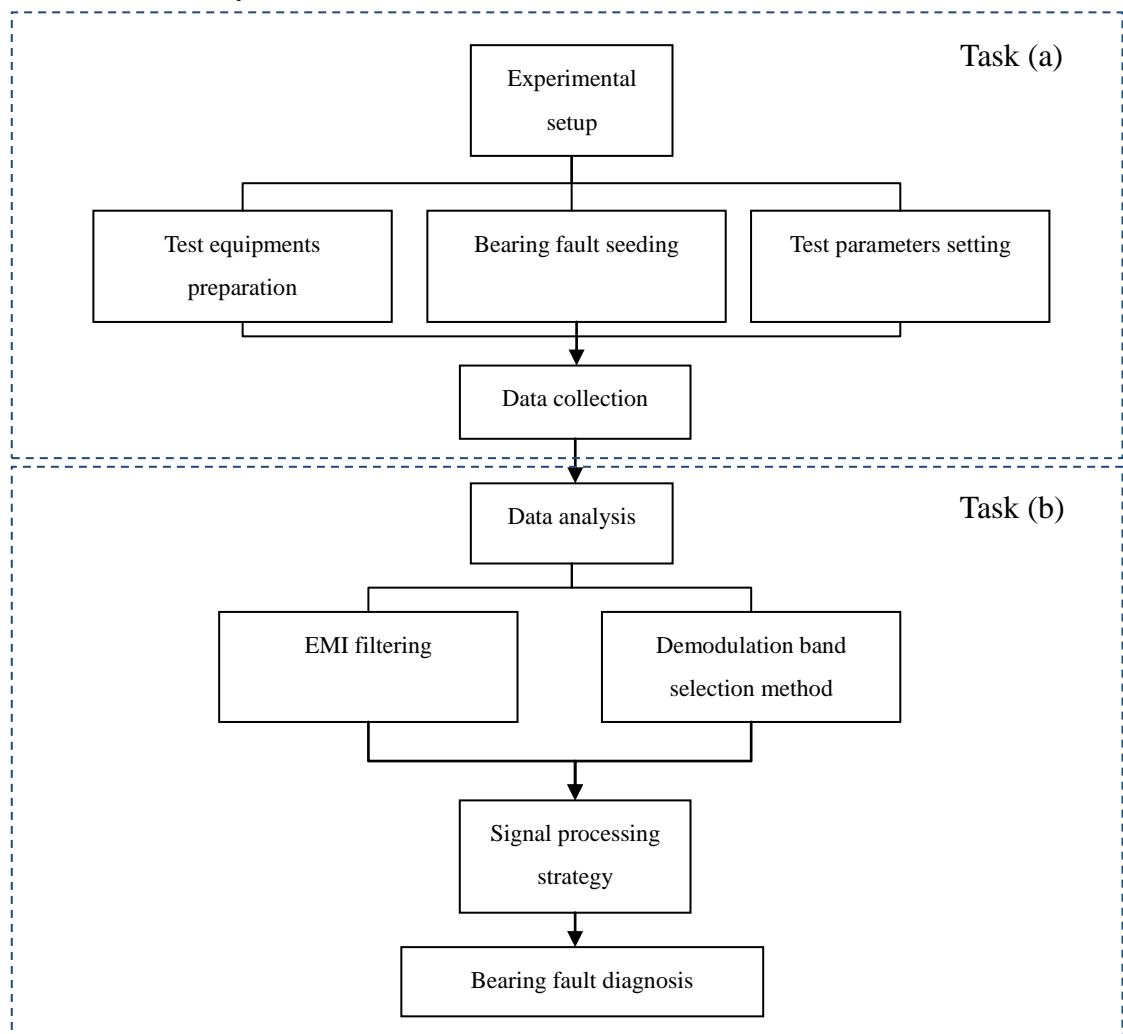 Task (a)
Experimental
setup
Test equipments
preparation
Bearing fault seeding
Test parameters setting
Data collection
Data analysis
Task (b)
EMI filtering
Demodulation band
selection method
Signal processing
strategy
Bearing fault diagnosis